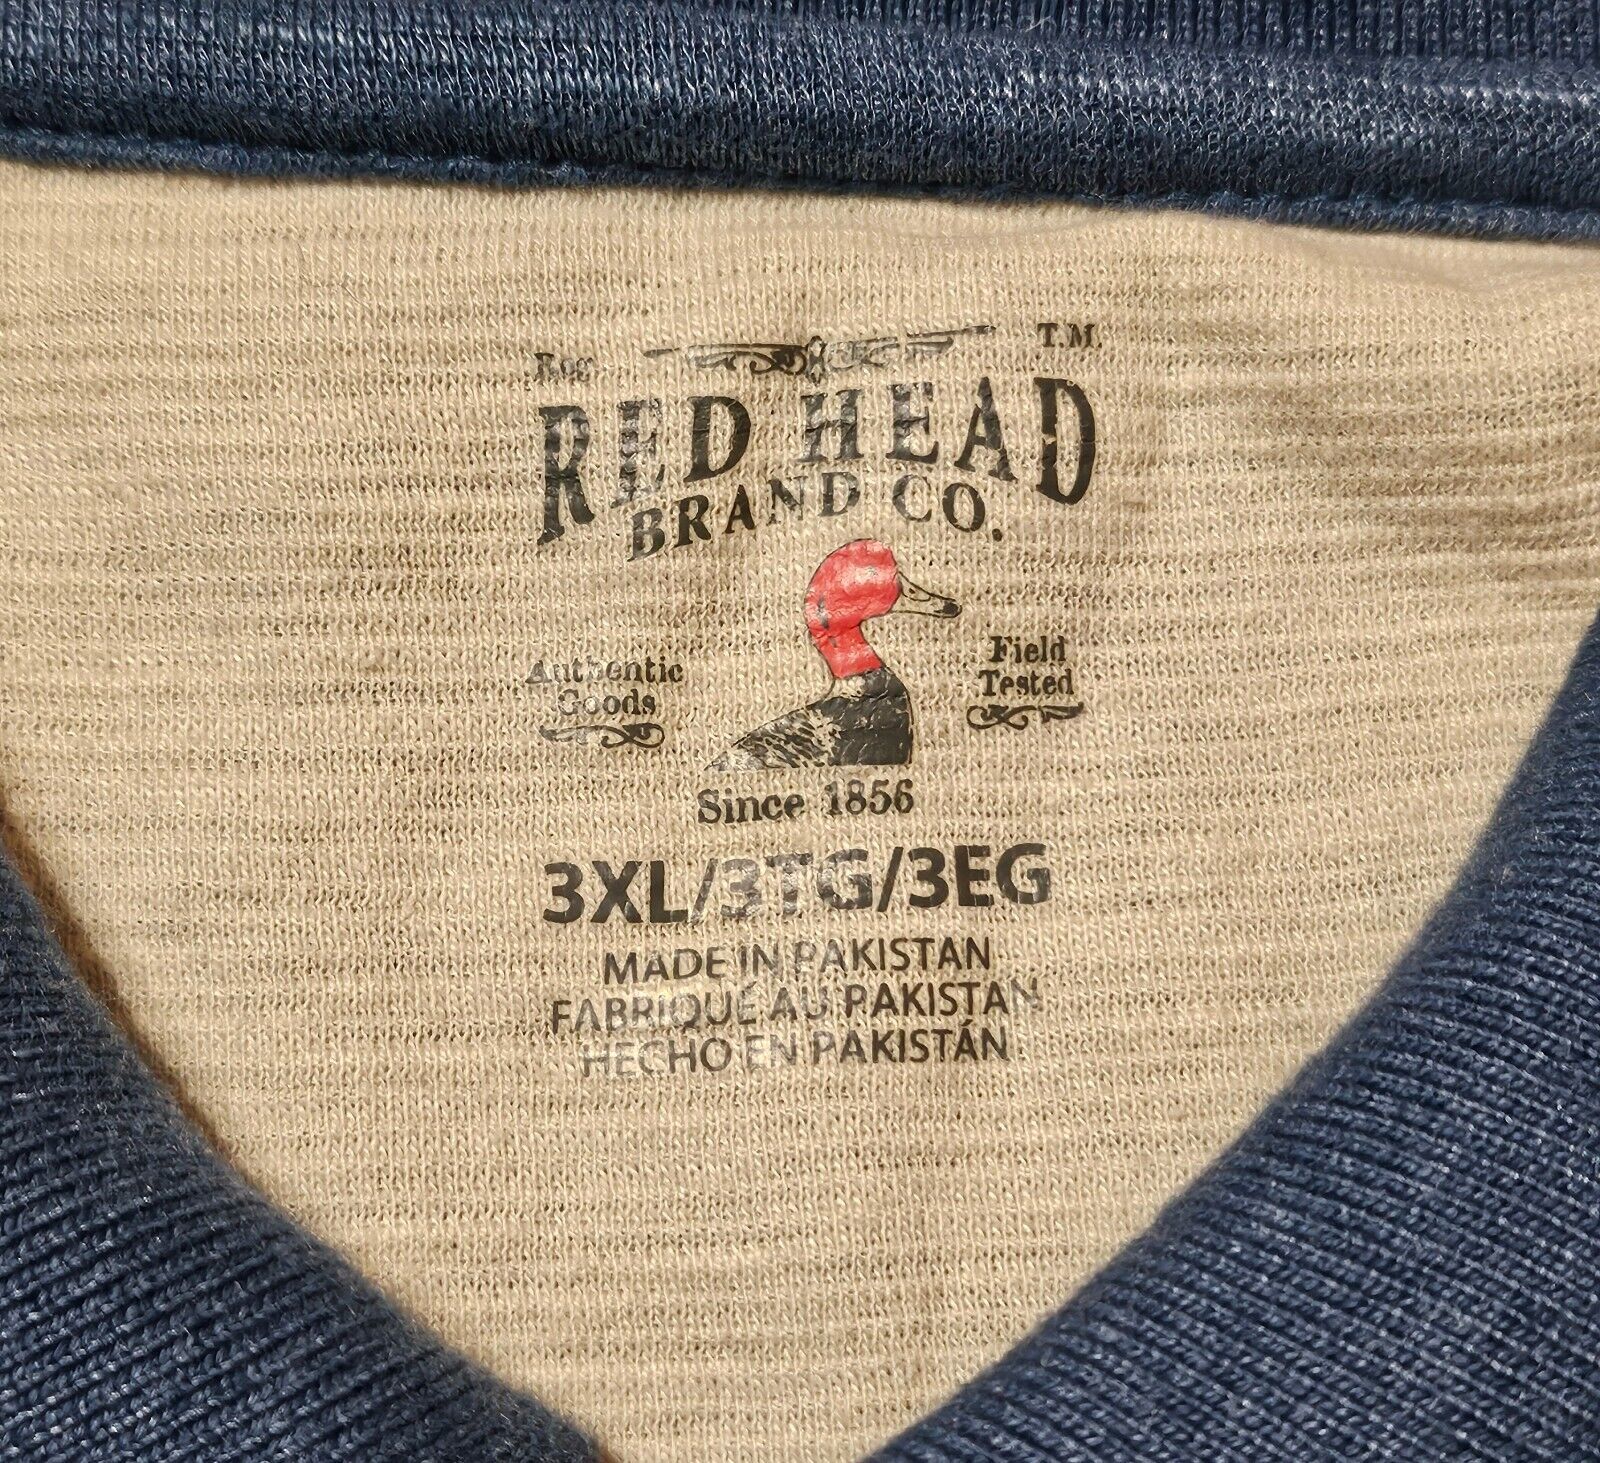 Reg. T.M.
RED HEAD
BRAND CO.
Authentic
Goods
Field
Tested
Since 1856
3XL/3TG/3EG
MADE IN PAKISTAN
FABRIQUÉ AU PAKISTAN
HECHO EN PAKISTÁN